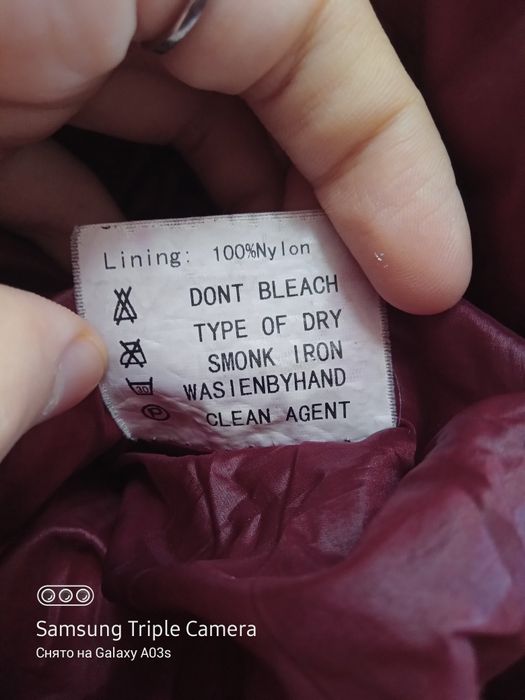 Lining: 100%Nylon
DONT BLEACH
TYPE OF DRY
SMONK IRON
WASIENBYHAND
30
P
CLEAN AGENT
Samsung Triple Camera
Снято на Galaxy A03s